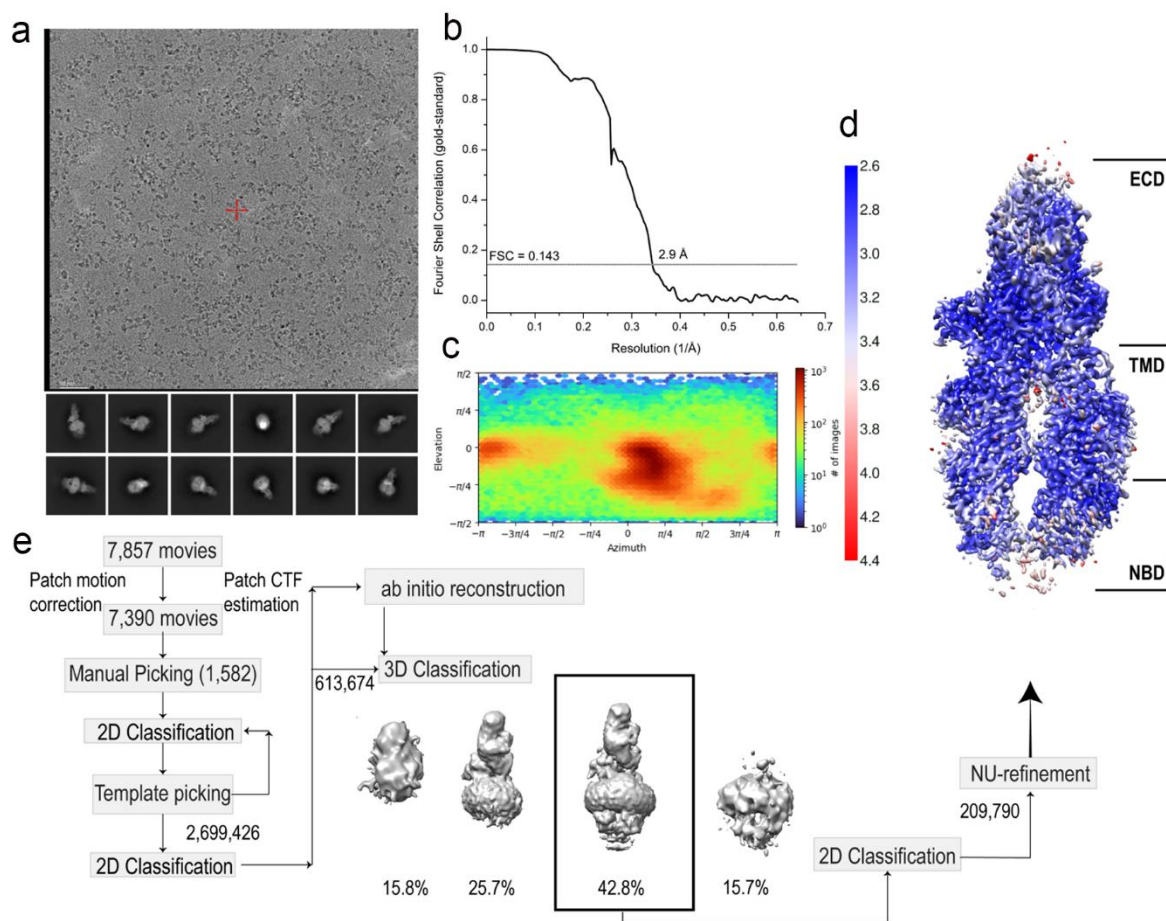 a
b
1.0
0.8
0.6
0.4
0.2
0.0
Fourier Shell Correlation (gold-standard)
FSC = 0.143
2.9 Å
0.0
0.1
0.2
0.3
0.4
0.5
0.6
0.7
Resolution (1/Å)
c
π/2
π/4
0
−π/4
−π/2
Elevation
−π
−3π/4
−π/2
−π/4
0
π/4
π/2
3π/4
π
Azimuth
10³
10²
10¹
10⁰
# of images
d
2.6
2.8
3.0
3.2
3.4
3.6
3.8
4.0
4.2
4.4
ECD
TMD
NBD
e
7,857 movies
Patch motion
correction
Patch CTF
estimation
7,390 movies
Manual Picking (1,582)
2D Classification
Template picking
2,699,426
2D Classification
ab initio reconstruction
613,674
3D Classification
15.8%
25.7%
42.8%
15.7%
2D Classification
209,790
NU-refinement